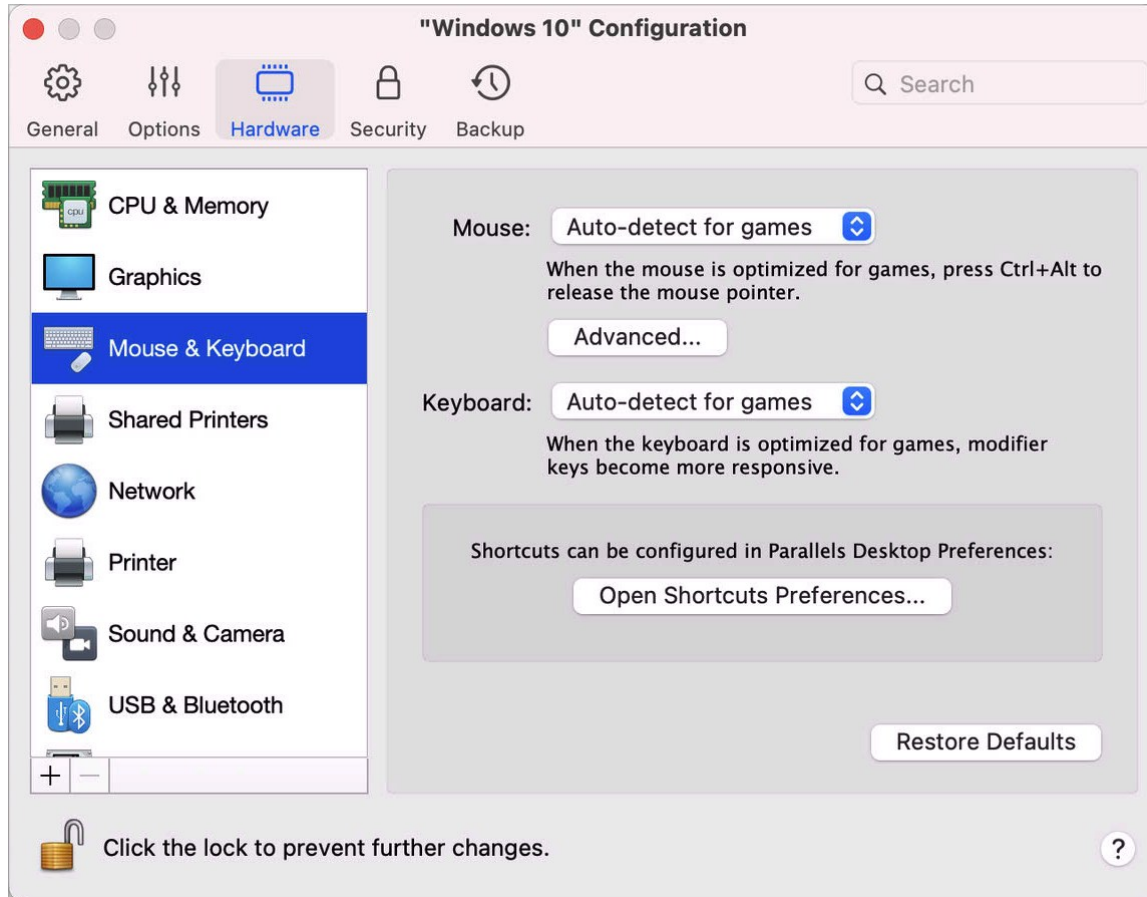 "Windows 10" Configuration
General Options Hardware Security Backup
Search
CPU & Memory
Graphics
Mouse & Keyboard
Shared Printers
Network
Printer
Sound & Camera
USB & Bluetooth
Mouse: Auto-detect for games
When the mouse is optimized for games, press Ctrl+Alt to
release the mouse pointer.
Advanced...
Keyboard: Auto-detect for games
When the keyboard is optimized for games, modifier
keys become more responsive.
Shortcuts can be configured in Parallels Desktop Preferences:
Open Shortcuts Preferences...
Restore Defaults
Click the lock to prevent further changes.
?